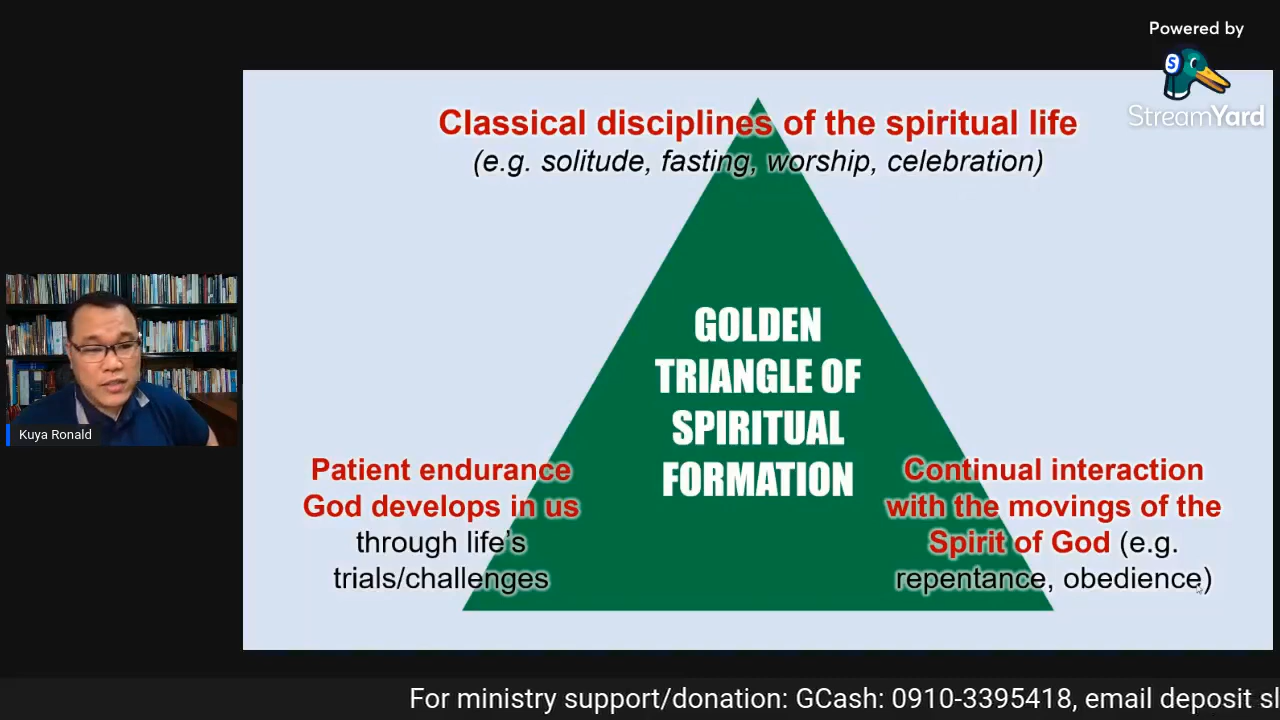 Powered by
S
StreamYard
Classical disciplines of the spiritual life
(e.g. solitude, fasting, worship, celebration)
GOLDEN
TRIANGLE OF
SPIRITUAL
FORMATION
Patient endurance
God develops in us
through life's
trials/challenges
Continual interaction
with the movings of the
Spirit of God (e.g.
repentance, obedience)
Kuya Ronald
For ministry support/donation: GCash: 0910-3395418, email deposit